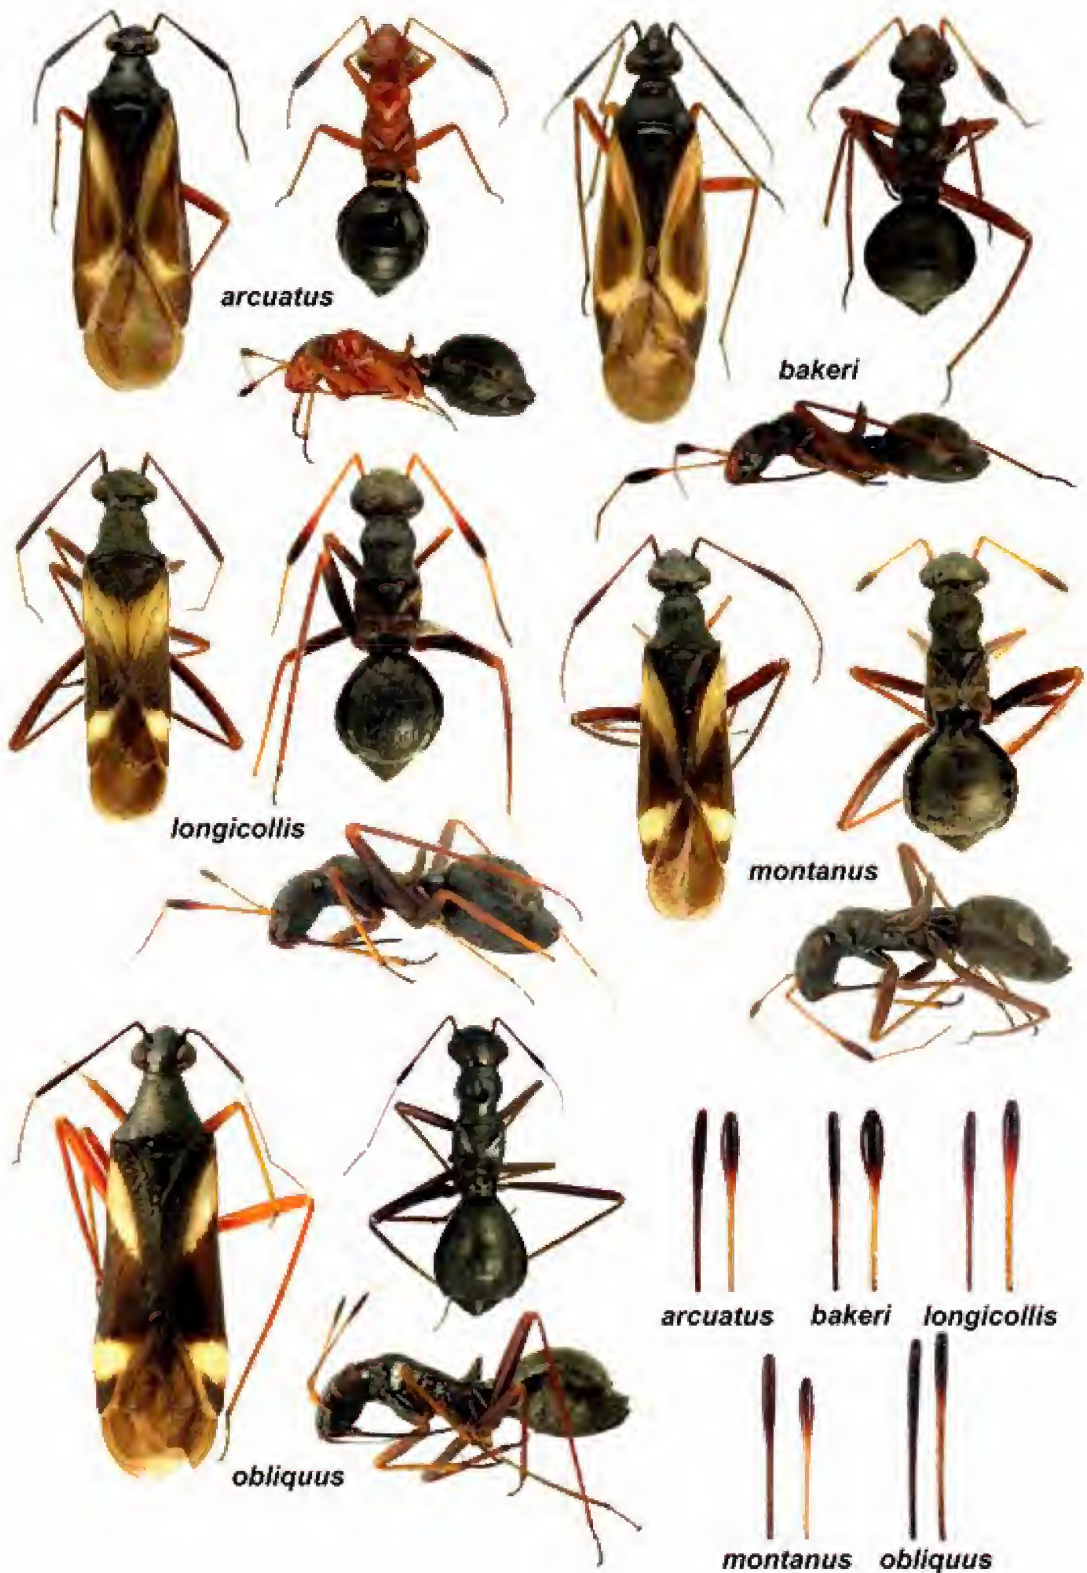 arcuatus
bakeri
longicollis
montanus
obliquus
arcuatus bakeri longicollis
montanus obliquus